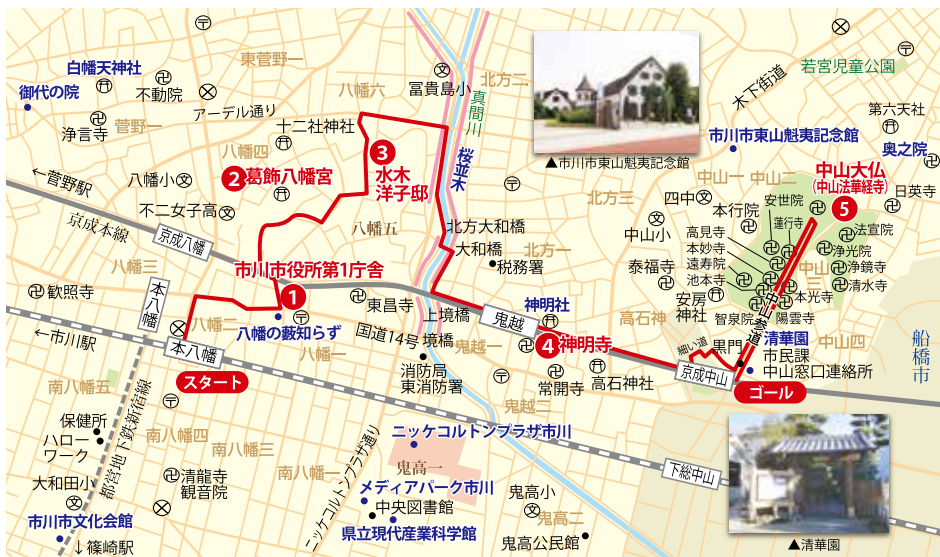 東菅野一
八幡六
冨貴島小
北方二
真間川
桜並木
木下街道
若宮児童公園
白幡天神社
御代の院
不動院
アーデル通り
浄言寺
菅野一
十二社神社
八幡四
❸
水木
洋子邸
❷葛飾八幡宮
八幡小
不二女子高
八幡五
▲市川市東山魁夷記念館
市川市東山魁夷記念館
第六天社
奥之院
中山一
中山二
中山大仏
(中山法華経寺)
❺
日英寺
北方三
四中
中山小
本行院
安世院
蓮行寺
高見寺
本妙寺
遠寿院
池本寺
法宣院
浄光院
浄鏡寺
清水寺
中山三
本光寺
陽雲寺
智泉院
中山参道
泰福寺
安房
神社
←菅野駅
京成本線
京成八幡
八幡三
歓照寺
本八幡
市川市役所第1庁舎
❶
八幡の藪知らず
八幡二
←市川駅
本八幡
スタート
東昌寺
国道14号
八幡一
北方大和橋
大和橋
税務署
北方一
上境橋
境橋
消防局
東消防署
鬼越
鬼越一
神明社
❹神明寺
常開寺
高石神社
高石神
細い道
黒門
清華園
市民課
中山窓口連絡所
中山四
船橋市
京成中山
ゴール
鬼越二
南八幡五
保健所
ハロー
ワーク
都営地下鉄新宿線
大和田小
市川市文化会館
↓篠崎駅
南八幡四
南八幡三
清龍寺
観音院
南八幡一
ニッケコルトンプラザ通り
ニッケコルトンプラザ市川
鬼高一
メディアパーク市川
中央図書館
県立現代産業科学館
鬼高小
鬼高二
鬼高公民館
下総中山
▲清華園